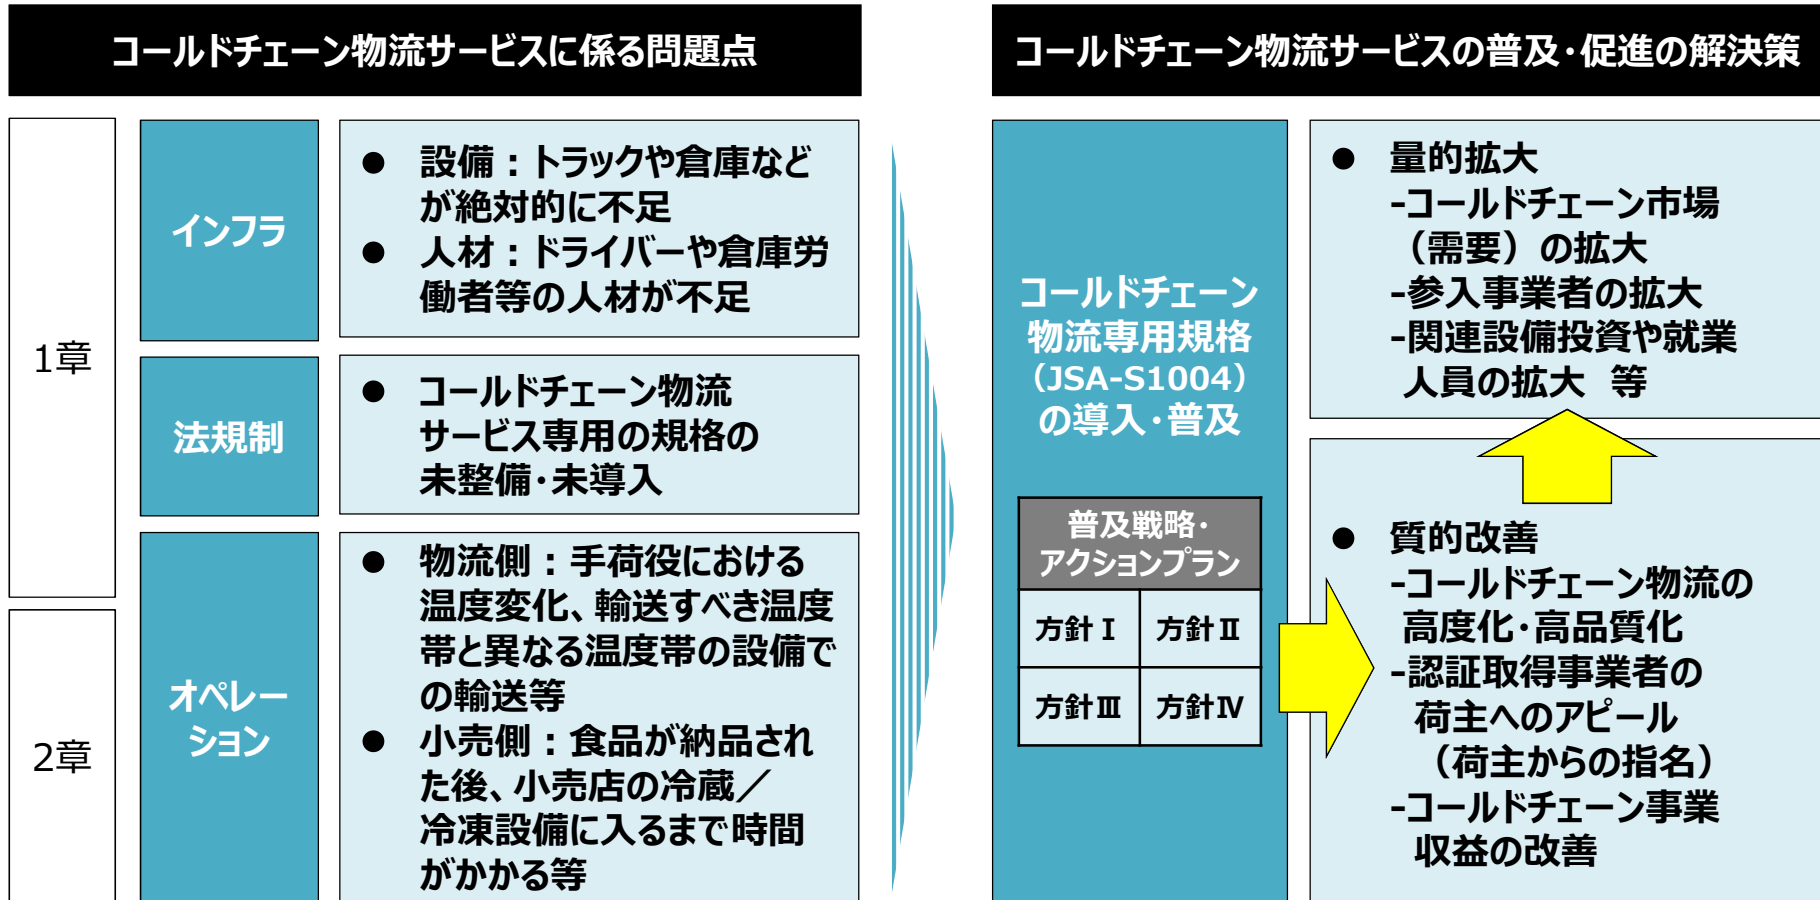 コールドチェーン物流サービスに係る問題点
1章
2章
インフラ
● 設備：トラックや倉庫など
が絶対的に不足
● 人材：ドライバーや倉庫労
働者等の人材が不足
法規制
● コールドチェーン物流
サービス専用の規格の
未整備・未導入
オペレー
ション
● 物流側：手荷役における
温度変化、輸送すべき温度
帯と異なる温度帯の設備で
の輸送等
● 小売側：食品が納品され
た後、小売店の冷蔵／
冷凍設備に入るまで時間
がかかる等
コールドチェーン物流サービスの普及・促進の解決策
コールドチェーン
物流専用規格
（JSA-S1004）
の導入・普及
普及戦略・
アクションプラン
方針Ⅰ 方針Ⅱ
方針Ⅲ 方針Ⅳ
● 量的拡大
-コールドチェーン市場
（需要）の拡大
-参入事業者の拡大
-関連設備投資や就業
人員の拡大 等
● 質的改善
-コールドチェーン物流の
高度化・高品質化
-認証取得事業者の
荷主へのアピール
（荷主からの指名）
-コールドチェーン事業
収益の改善